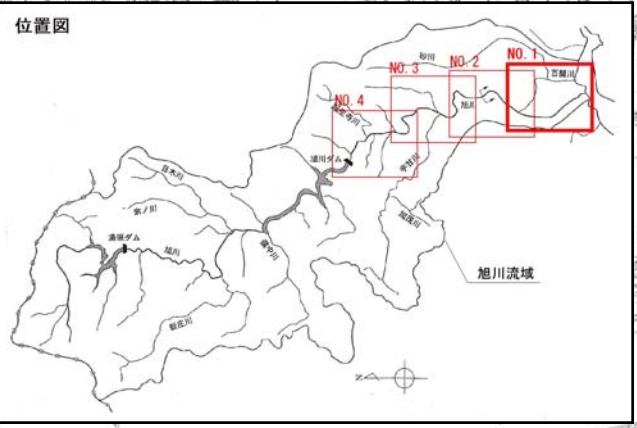 位置図
NO. 1
NO. 2
NO. 3
NO. 4
砂川
百間川
旭川
宇甘川
旭川ダム
目木川
備中川
湯原ダム
旭川
新庄川
旭川流域
N